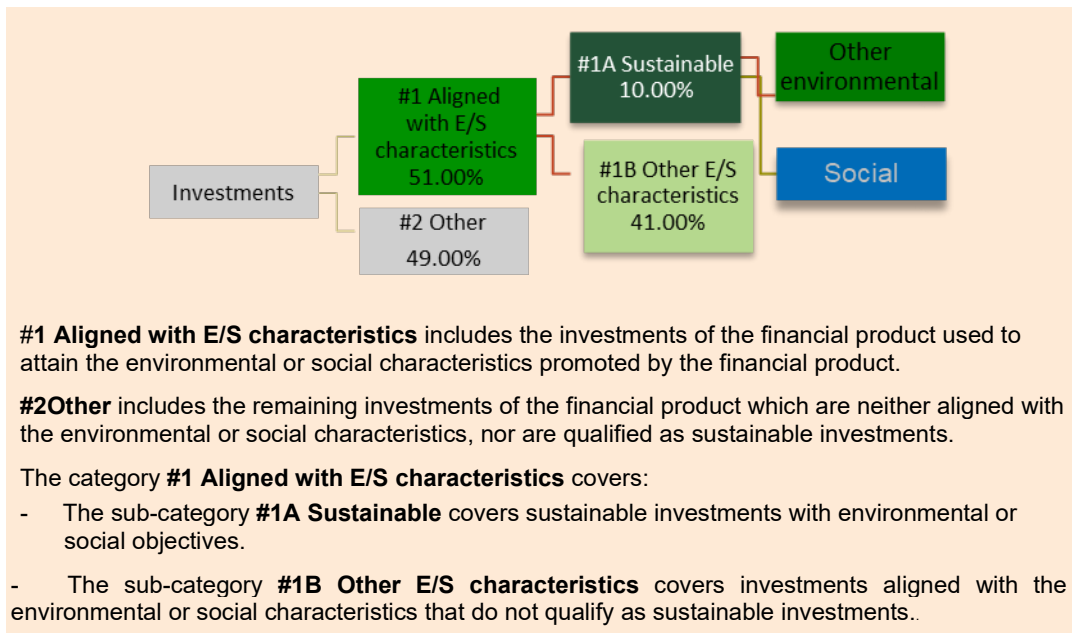 Investments
#1 Aligned
with E/S
characteristics
51.00%
#2 Other
49.00%
#1A Sustainable
10.00%
#1B Other E/S
characteristics
41.00%
Other
environmental
Social
#1 Aligned with E/S characteristics includes the investments of the financial product used to
attain the environmental or social characteristics promoted by the financial product.
#2Other includes the remaining investments of the financial product which are neither aligned with
the environmental or social characteristics, nor are qualified as sustainable investments.
The category #1 Aligned with E/S characteristics covers:
- The sub-category #1A Sustainable covers sustainable investments with environmental or
social objectives.
- The sub-category #1B Other E/S characteristics covers investments aligned with the
environmental or social characteristics that do not qualify as sustainable investments..